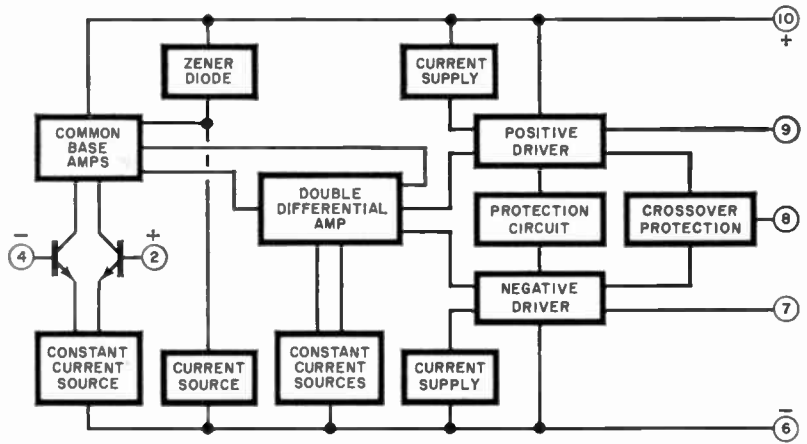 10
+
ZENER
DIODE
CURRENT
SUPPLY
COMMON
BASE
AMPS
POSITIVE
DRIVER
9
DOUBLE
DIFFERENTIAL
AMP
PROTECTION
CIRCUIT
CROSSOVER
PROTECTION
8
−
4
+
2
NEGATIVE
DRIVER
7
CONSTANT
CURRENT
SOURCE
CURRENT
SOURCE
CONSTANT
CURRENT
SOURCES
CURRENT
SUPPLY
−
6